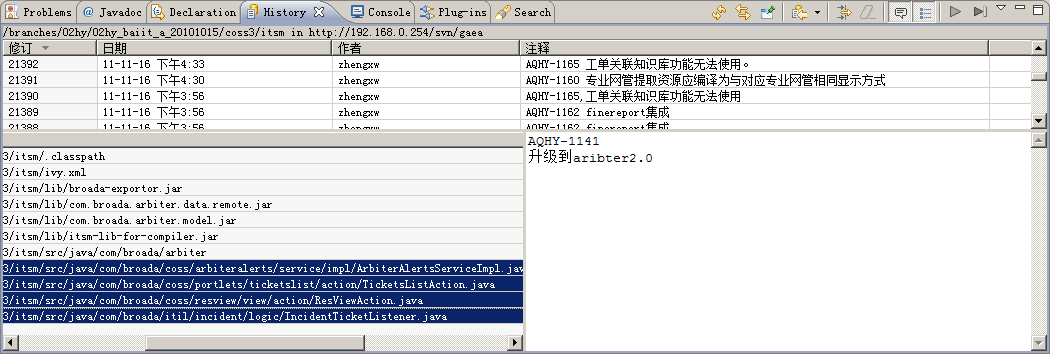 Problems @ Javadoc Declaration History Console Plug-ins Search
/branches/02hy/02hy_baiit_a_20101015/coss3/itsm in http://192.168.0.254/svn/gaea
修订 日期 作者 注释
21392 11-11-16 下午4:33 zhengxw AQHY-1165 工单关联知识库功能无法使用。
21391 11-11-16 下午4:30 zhengxw AQHY-1160 专业网管提取资源应编译为与对应专业网管相同显示方式
21390 11-11-16 下午3:56 zhengxw AQHY-1165,工单关联知识库功能无法使用
21389 11-11-16 下午3:56 zhengxw AQHY-1162 finereport集成
21388 11-11-16 下午3:56 zhengxw AQHY-1162 finereport集成
AQHY-1141
升级到aribter2.0
3/itsm/.classpath
3/itsm/ivy.xml
3/itsm/lib/broada-exportor.jar
3/itsm/lib/com.broada.arbiter.data.remote.jar
3/itsm/lib/com.broada.arbiter.model.jar
3/itsm/lib/itsm-lib-for-compiler.jar
3/itsm/src/java/com/broada/arbiter
3/itsm/src/java/com/broada/coss/arbiteralerts/service/impl/ArbiterAlertsServiceImpl.jav
3/itsm/src/java/com/broada/coss/portlets/ticketslist/action/TicketsListAction.java
3/itsm/src/java/com/broada/coss/resview/view/action/ResViewAction.java
3/itsm/src/java/com/broada/itil/incident/logic/IncidentTicketListener.java